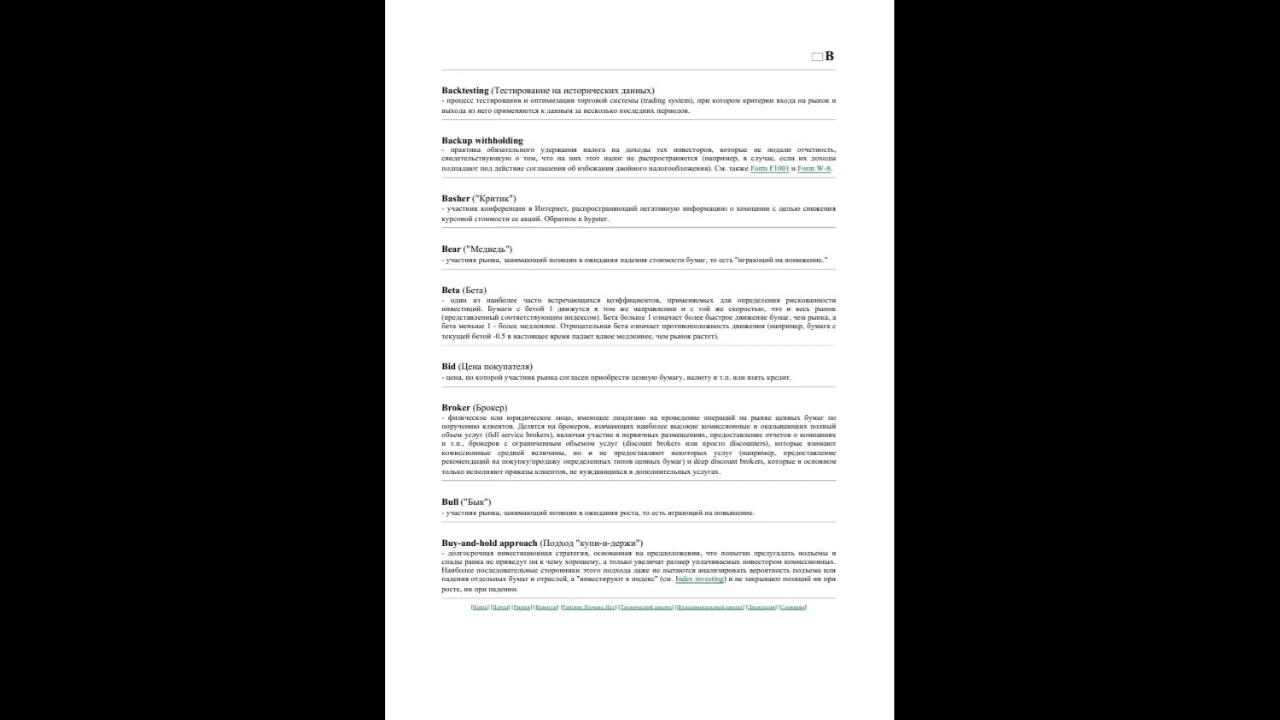 B
Backtesting (Тестирование на исторических данных)
- процесс тестирования и оптимизации торговой системы (trading system), при котором критерии входа на рынок и
выхода из него применяются к данным за несколько последних периодов.
Backup withholding
- практика обязательного удержания налога на доходы тех инвесторов, которые не подали отчетность,
свидетельствующую о том, что на них этот налог не распространяется (например, в случае, если их доходы
подпадают под действие соглашения об избежания двойного налогообложения). См. также Form F1001 и Form W-8.
Basher ("Критик")
- участник конференции в Интернет, распространяющий негативную информацию о компании с целью снижения
курсовой стоимости ее акций. Обратное к hypster.
Bear ("Медведь")
- участник рынка, занимающий позиции в ожидания падения стоимости бумаг, то есть "играющий на понижение."
Beta (Бета)
- один из наиболее часто встречающихся коэффициентов, применяемых для определения рискованности
инвестиций. Бумаги с бетой 1 движутся в том же направлении и с той же скоростью, что и весь рынок
(представленный соответствующим индексом). Бета больше 1 означает более быстрое движение бумаг, чем рынка, а
бета меньше 1 - более медленное. Отрицательная бета означает противоположность движения (например, бумага с
текущей бетой -0.5 в настоящее время падает вдвое медленнее, чем рынок растет).
Bid (Цена покупателя)
- цена, по которой участник рынка согласен приобрести ценную бумагу, валюту и т.п. или взять кредит.
Broker (Брокер)
- физическое или юридическое лицо, имеющее лицензию на проведение операций на рынке ценных бумаг по
поручению клиентов. Делятся на брокеров, взимающих наиболее высокие комиссионные и оказывающих полный
объем услуг (full service brokers), включая участие в первичных размещениях, предоставление отчетов о компаниях
и т.п., брокеров с ограниченным объемом услуг (discount brokers или просто discounters), которые взимают
комиссионные средней величины, но и не предоставляют некоторых услуг (например, предоставление
рекомендаций на покупку/продажу определенных типов ценных бумаг) и deep discount brokers, которые в основном
только исполняют приказы клиентов, не нуждающихся в дополнительных услугах.
Bull ("Бык")
- участник рынка, занимающий позиции в ожидания роста, то есть играющий на повышение.
Buy-and-hold approach (Подход "купи-и-держи")
- долгосрочная инвестиционная стратегия, основанная на предположения, что попытки предугадать подъемы и
спады рынка не приведут ни к чему хорошему, а только увеличат размер уплачиваемых инвестором комиссионных.
Наиболее последовательные сторонники этого подхода даже не пытаются анализировать вероятность подъема или
падения отдельных бумаг и отраслей, а "инвестируют в индекс" (см. Index investing) и не закрывают позиций ни при
росте, ни при падении.
[Рынки] [Новости] [Технический анализ] [Фундаментальный анализ] [Словарик]